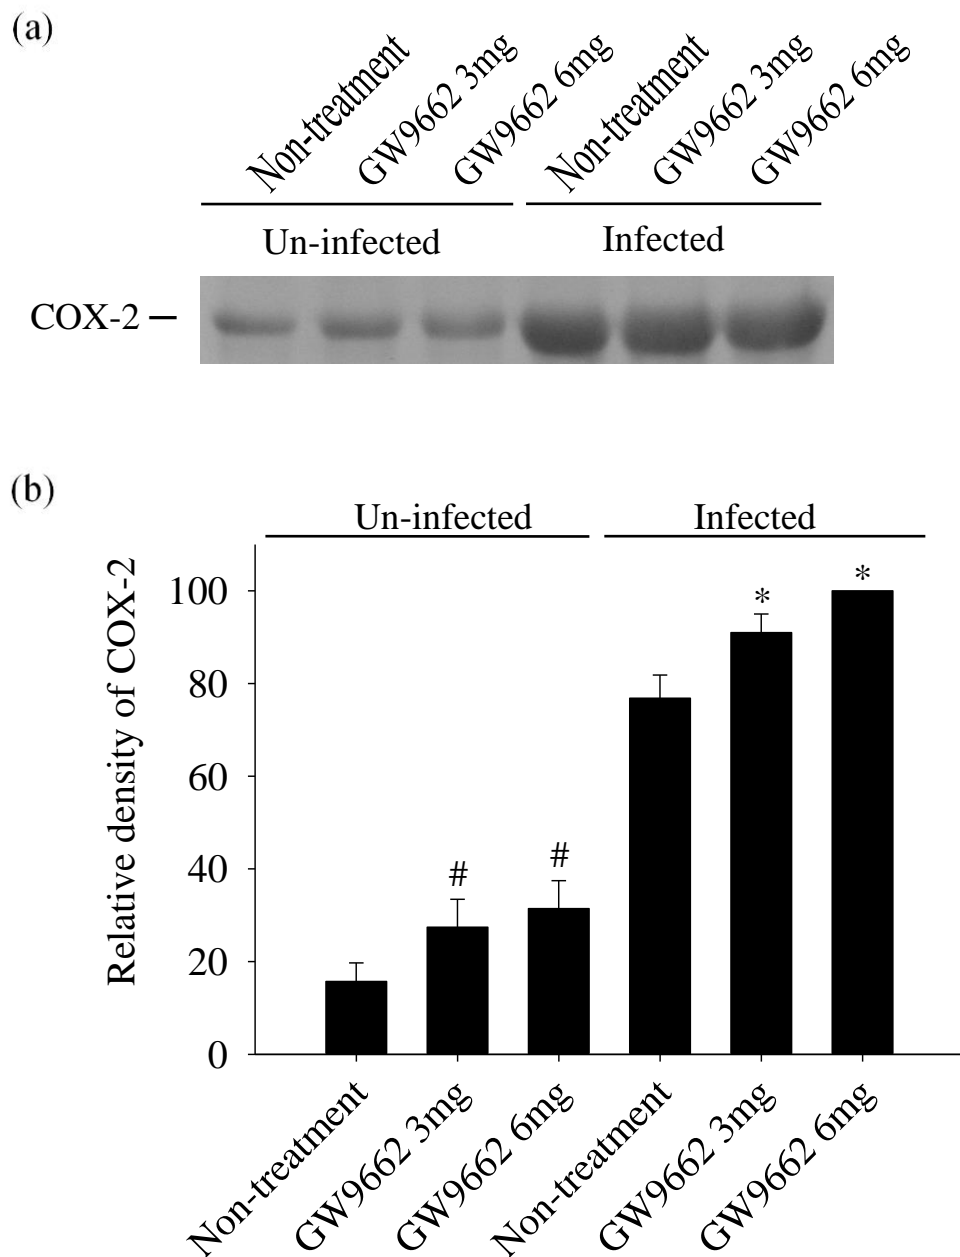 (a)
Non-treatment
GW9662 3mg
GW9662 6mg
Non-treatment
GW9662 3mg
GW9662 6mg
Un-infected
Infected
COX-2
(b)
Un-infected
Infected
Relative density of COX-2
100
80
60
40
20
0
#
#
*
*
Non-treatment
GW9662 3mg
GW9662 6mg
Non-treatment
GW9662 3mg
GW9662 6mg